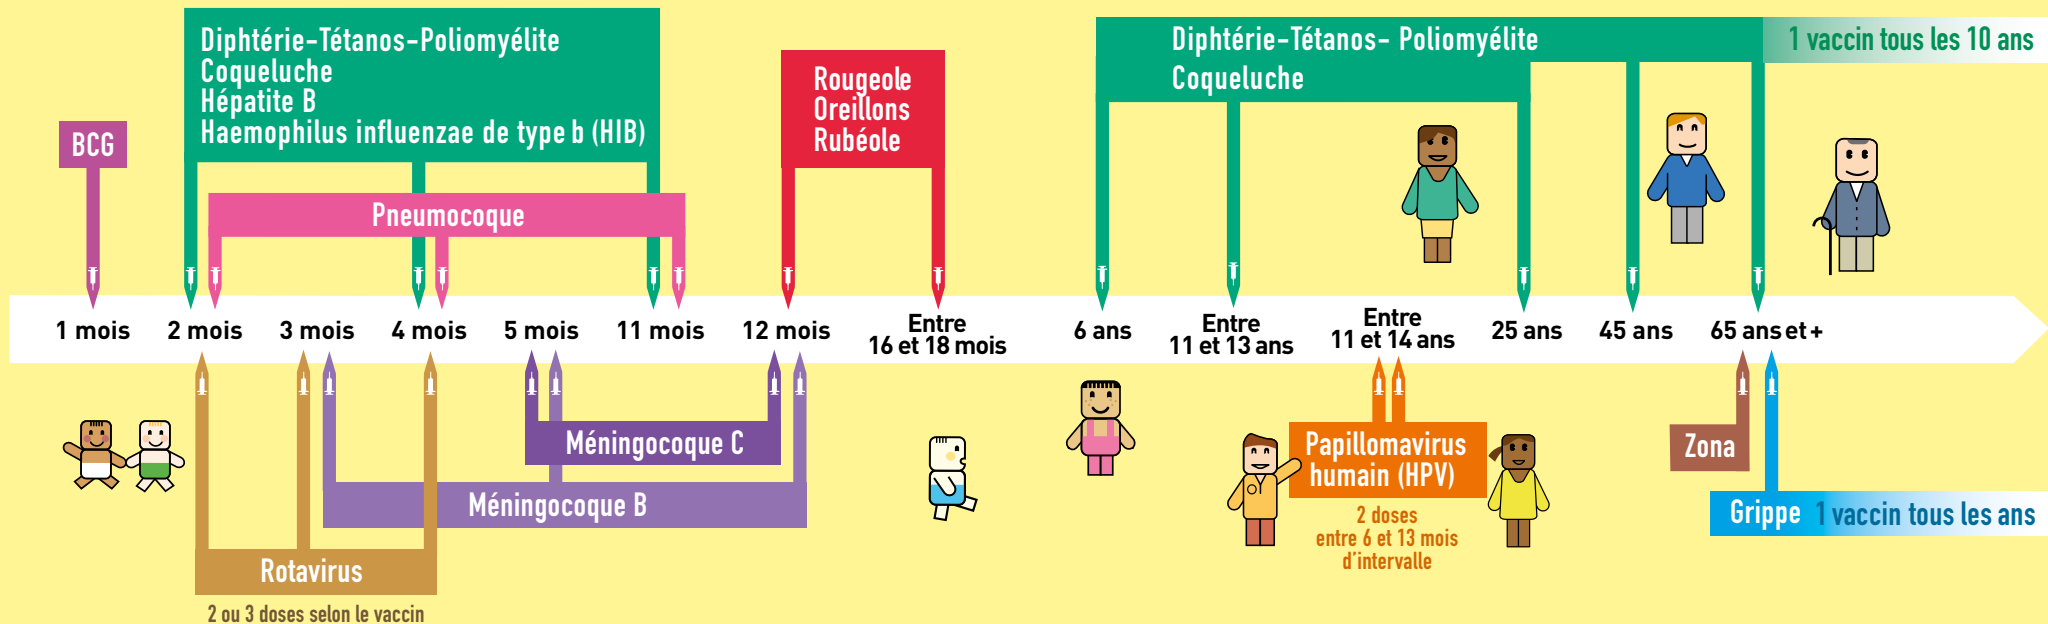 Diphtérie-Tétanos-Poliomyélite
Coqueluche
Hépatite B
Haemophilus influenzae de type b (HIB)
BCG
Pneumocoque
Rougeole
Oreillons
Rubéole
Diphtérie-Tétanos- Poliomyélite
Coqueluche
1 vaccin tous les 10 ans
1 mois
2 mois
3 mois
4 mois
5 mois
11 mois
12 mois
Entre
16 et 18 mois
6 ans
Entre
11 et 13 ans
Entre
11 et 14 ans
25 ans
45 ans
65 ans et +
Méningocoque C
Méningocoque B
Rotavirus
2 ou 3 doses selon le vaccin
Papillomavirus
humain (HPV)
2 doses
entre 6 et 13 mois
d'intervalle
Zona
Grippe 1 vaccin tous les ans